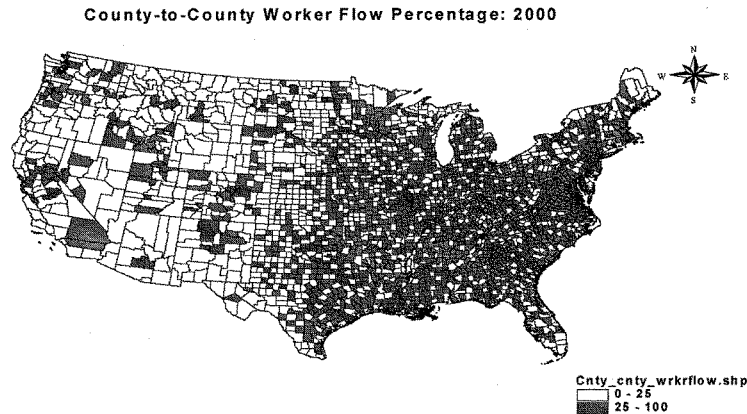 County-to-County Worker Flow Percentage: 2000
N
W E
S
Cnty_cnty_wrkrflow.shp
0 - 25
25 - 100